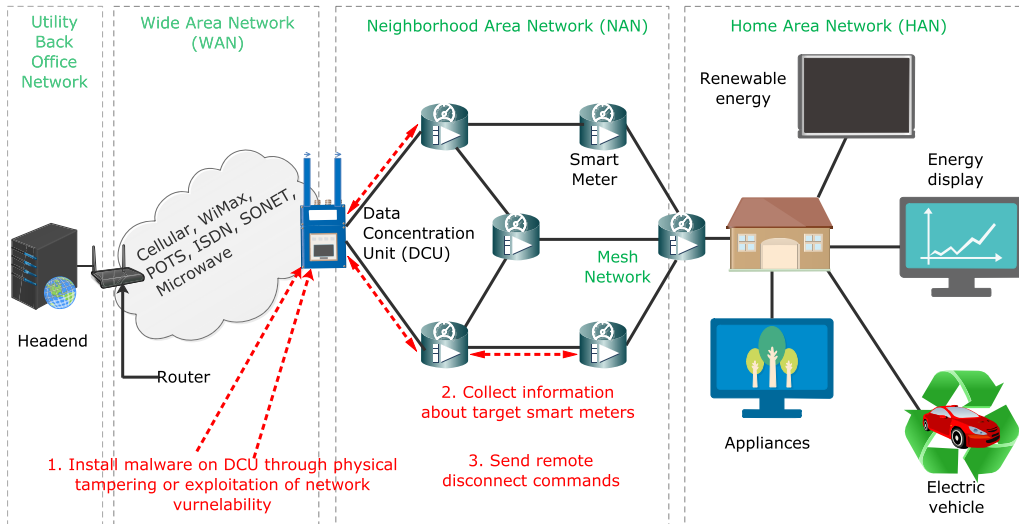 Utility
Back
Office
Network
Wide Area Network
(WAN)
Neighborhood Area Network (NAN)
Home Area Network (HAN)
Renewable
energy
Energy
display
Smart
Meter
Cellular, WiMax,
POTS, ISDN, SONET,
Microwave
Data
Concentration
Unit (DCU)
Mesh
Network
Headend
Router
2. Collect information
about target smart meters
Appliances
1. Install malware on DCU through physical
tampering or exploitation of network
vurnelability
3. Send remote
disconnect commands
Electric
vehicle